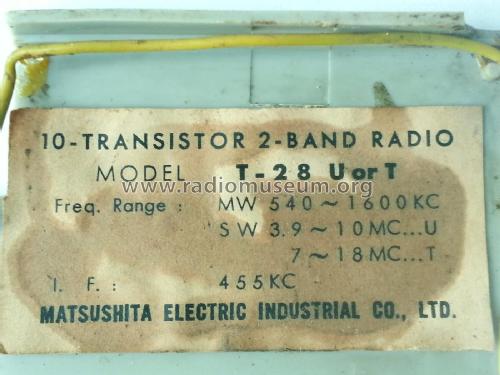 10-TRANSISTOR 2-BAND RADIO
MODEL T-28 U or T
www.radiomuseum.org
Freq. Range : MW 540~1600KC
SW 3.9~10MC...U
7~18MC...T
I. F. : 455KC
MATSUSHITA ELECTRIC INDUSTRIAL CO., LTD.